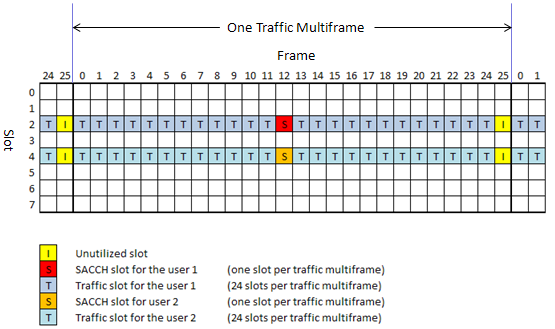 One Traffic Multiframe
Frame
24 25 0 1 2 3 4 5 6 7 8 9 10 11 12 13 14 15 16 17 18 19 20 21 22 23 24 25 0 1
Slot
0
1
2 T I T T T T T T T T T T T T S T T T T T T T T T T T T I T T
3
4 T I T T T T T T T T T T T T S T T T T T T T T T T T T I T T
5
6
7
I Unutilized slot
S SACCH slot for the user 1 (one slot per traffic multiframe)
T Traffic slot for the user 1 (24 slots per traffic multiframe)
S SACCH slot for user 2 (one slot per traffic multiframe)
T Traffic slot for the user 2 (24 slots per traffic multiframe)